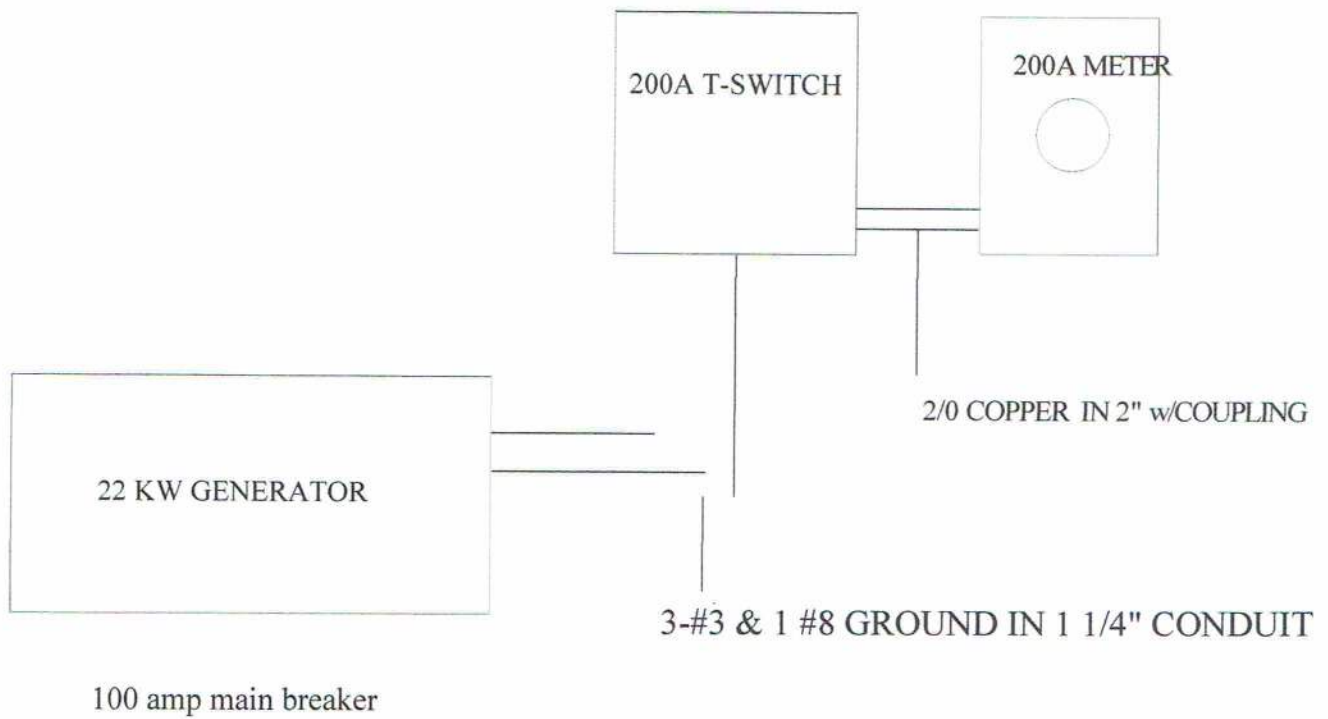 200A T-SWITCH
200A METER
2/0 COPPER IN 2" w/COUPLING
22 KW GENERATOR
3-#3 & 1 #8 GROUND IN 1 1/4" CONDUIT
100 amp main breaker